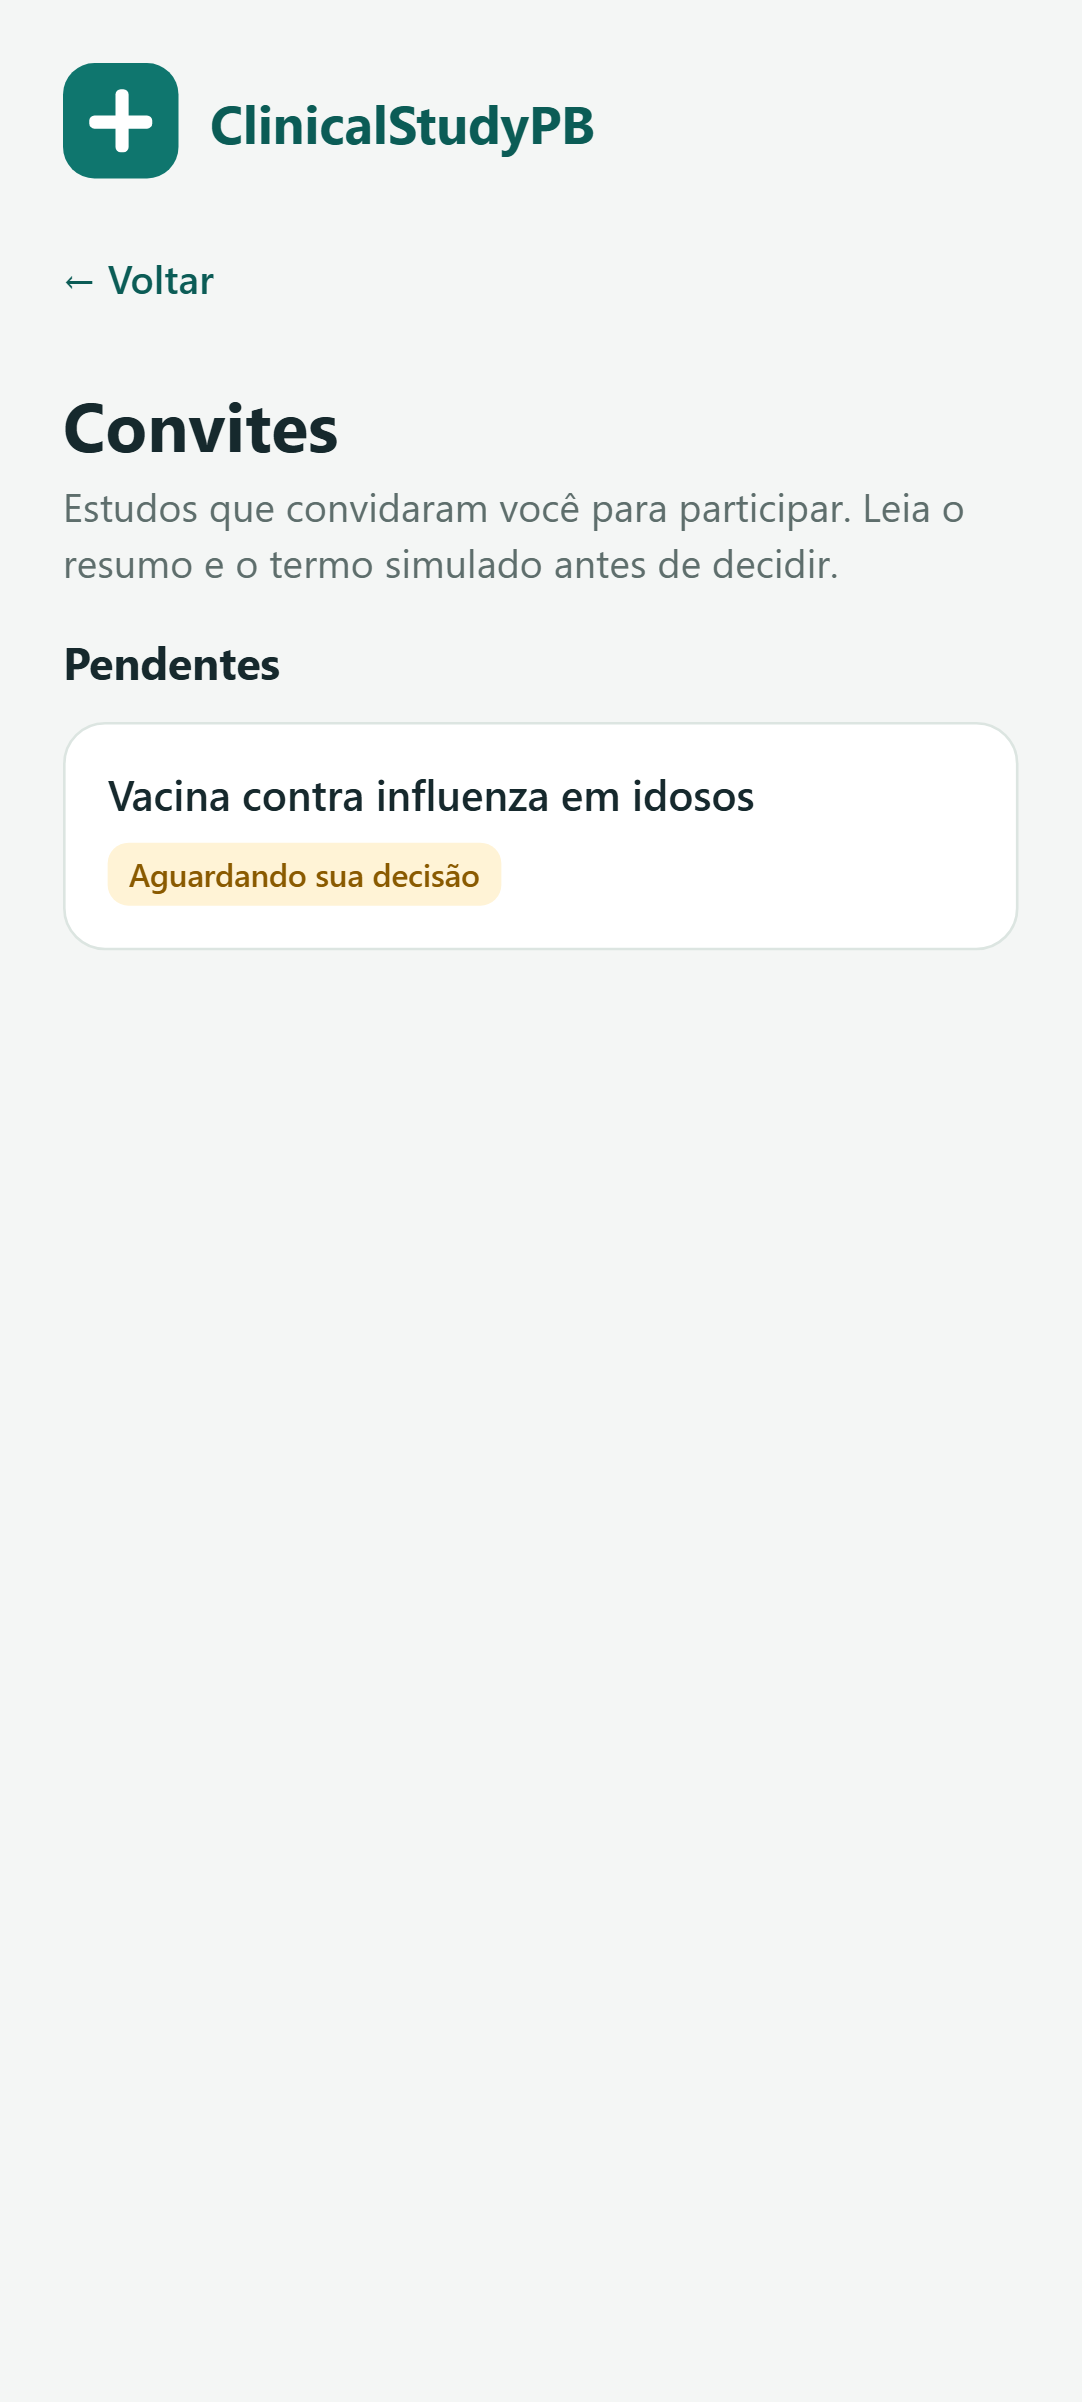 ClinicalStudyPB
← Voltar
Convites
Estudos que convidaram você para participar. Leia o
resumo e o termo simulado antes de decidir.
Pendentes
Vacina contra influenza em idosos
Aguardando sua decisão